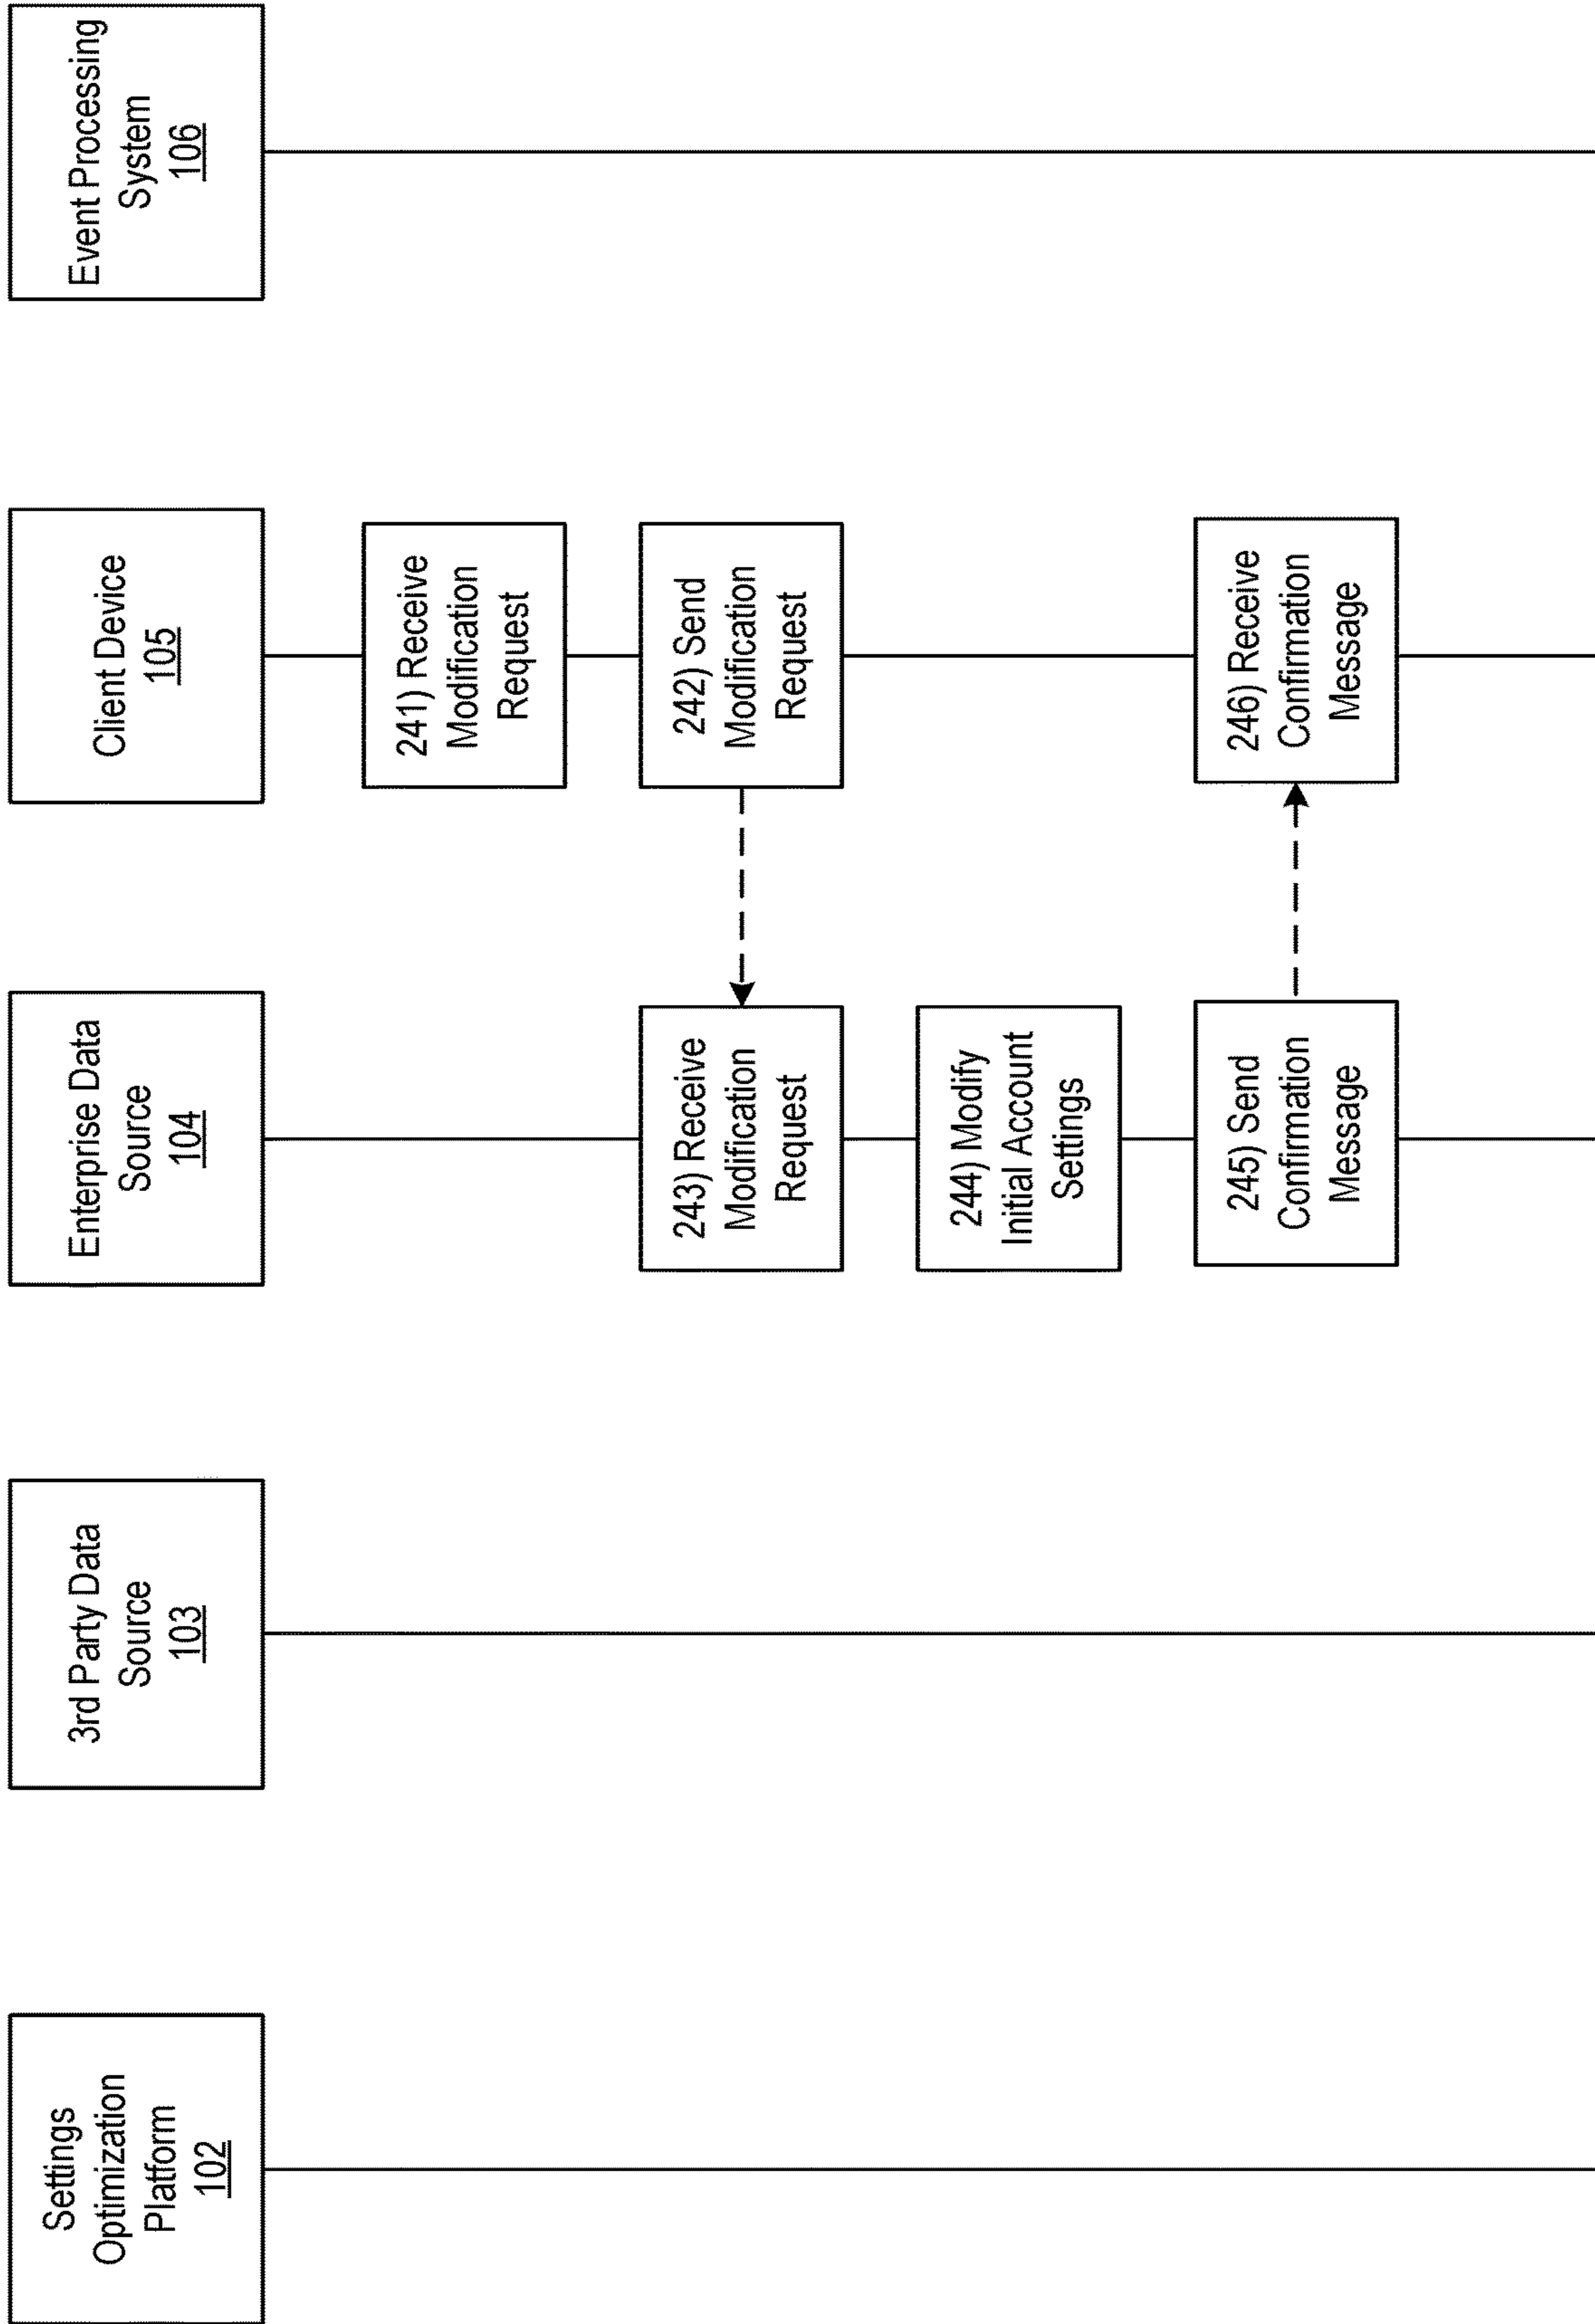 Settings
Optimization
Platform
102
3rd Party Data
Source
103
Enterprise Data
Source
104
Client Device
105
Event Processing
System
106
241) Receive
Modification
Request
243) Receive
Modification
Request
242) Send
Modification
Request
244) Modify
Initial Account
Settings
245) Send
Confirmation
Message
246) Receive
Confirmation
Message